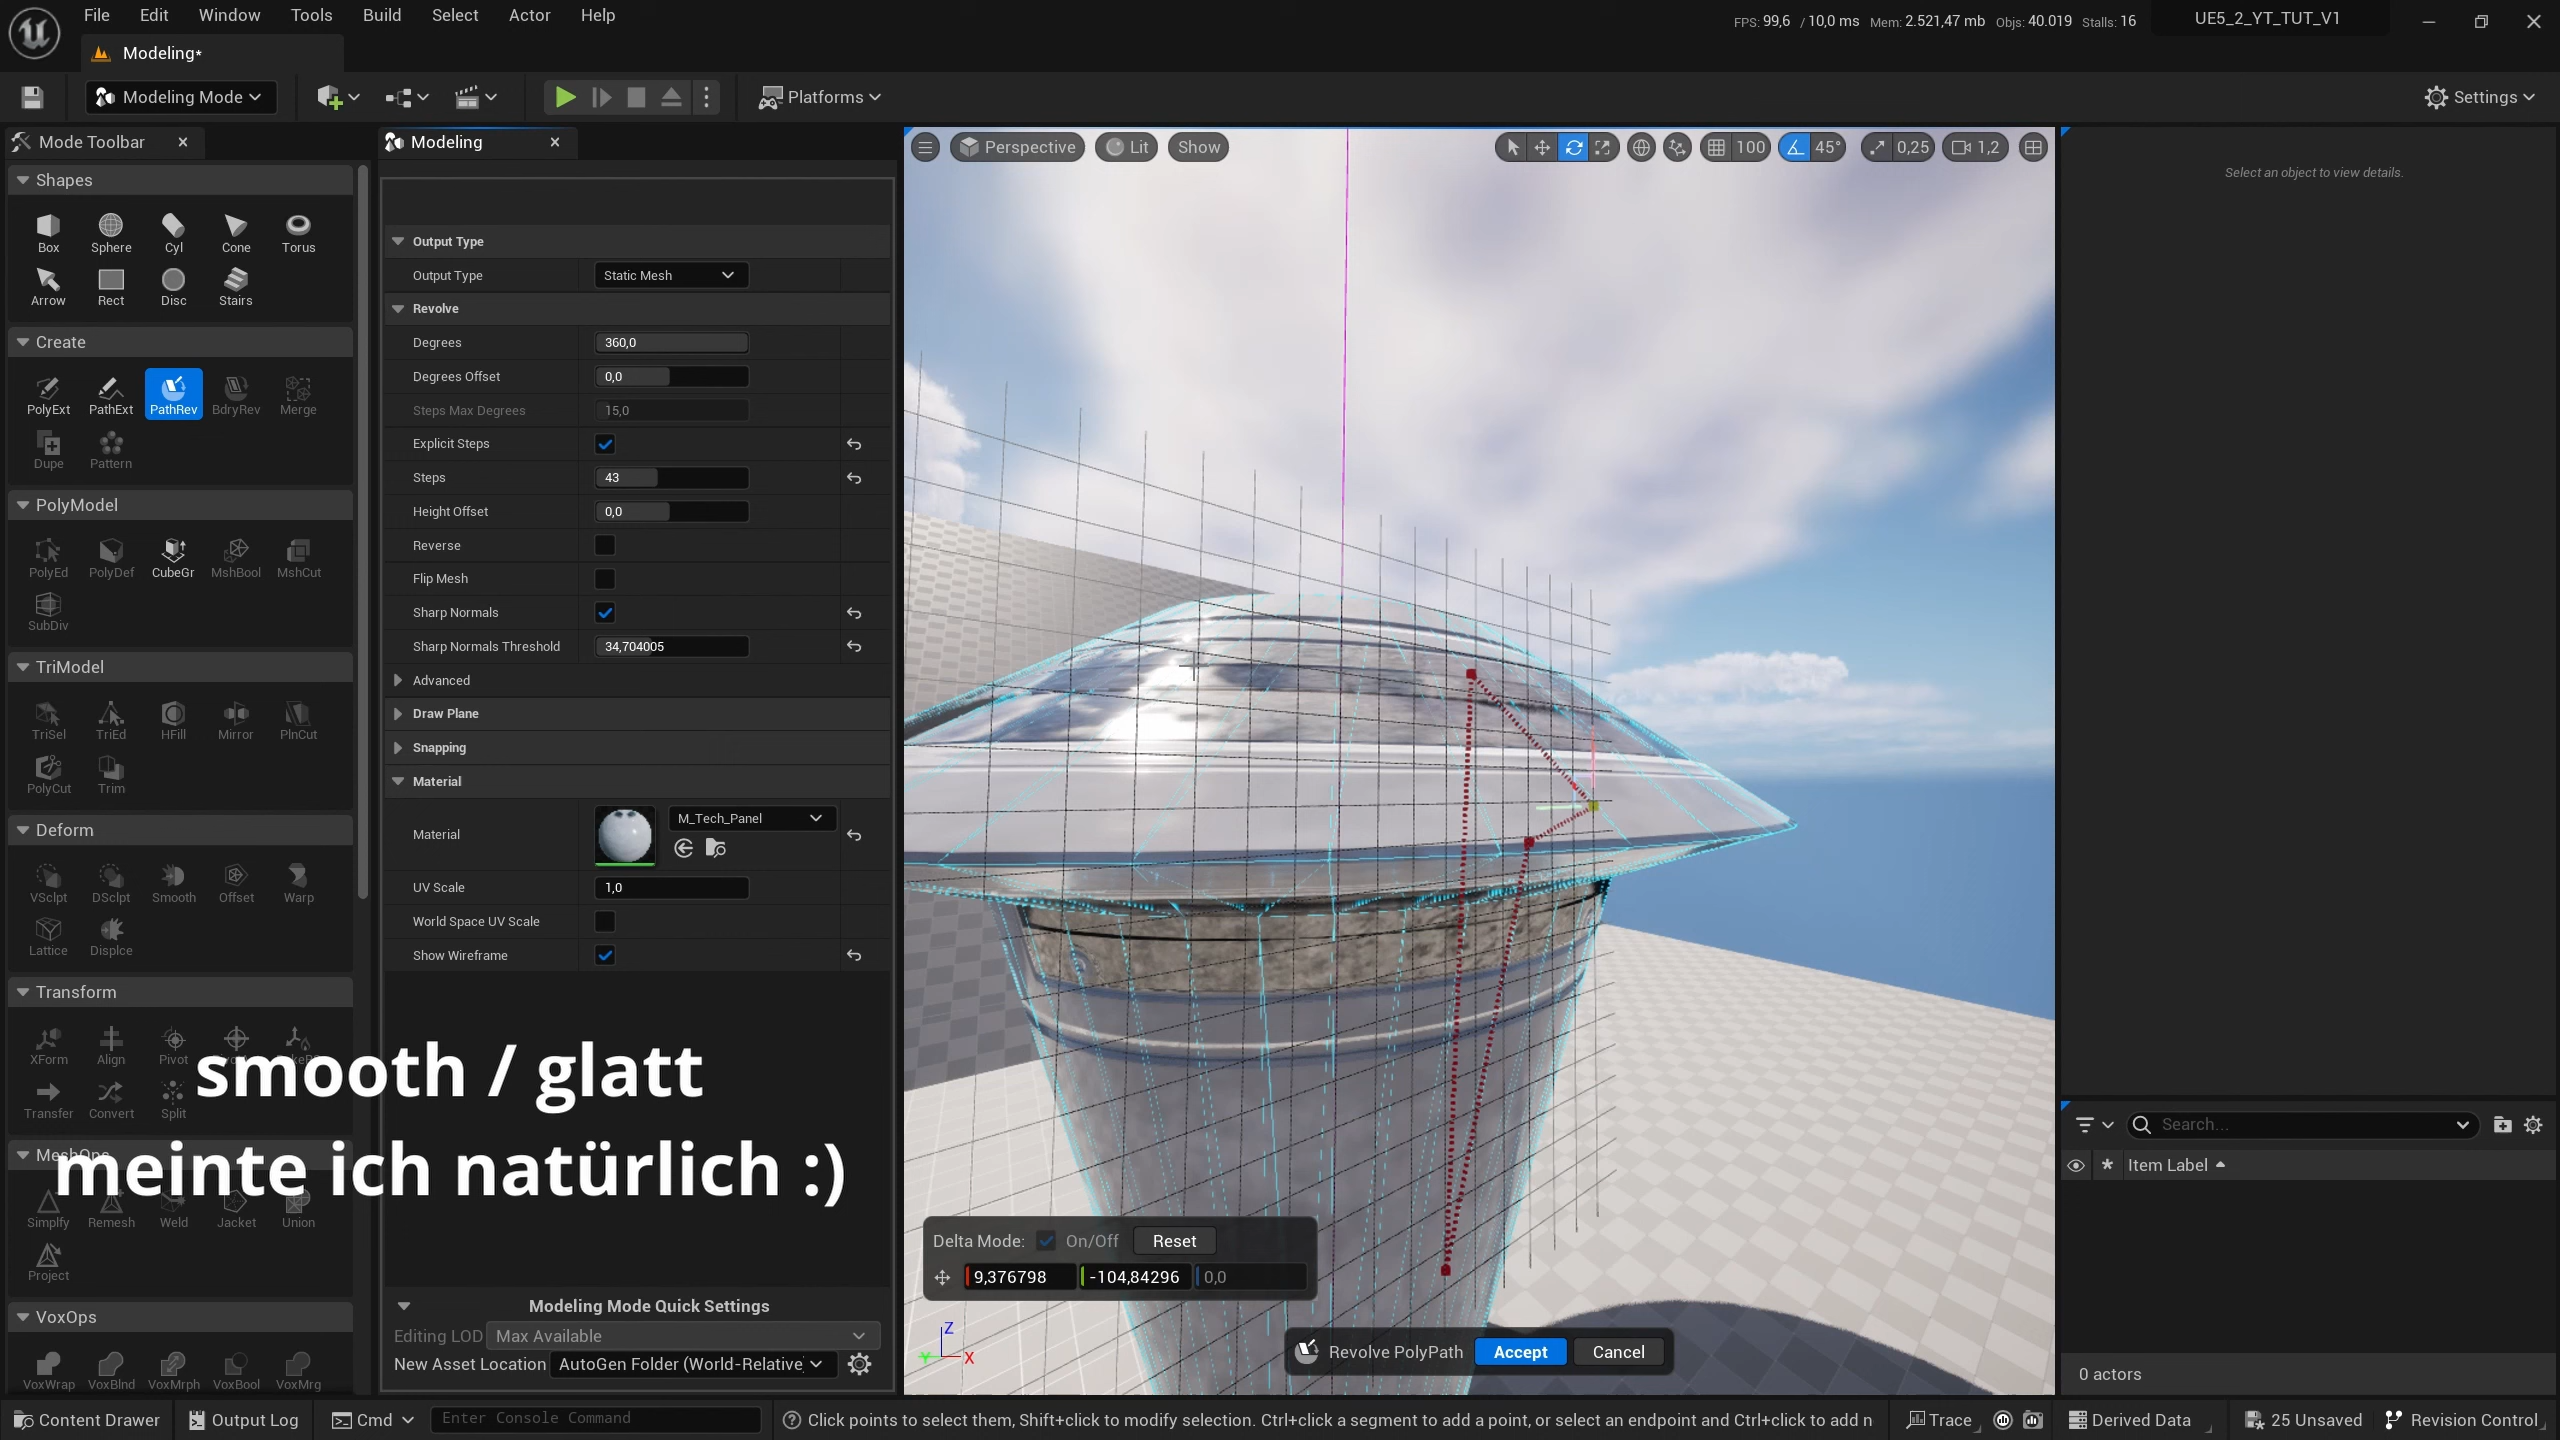 File Edit Window Tools Build Select Actor Help
FPS: 99,6 / 10,0 ms Mem: 2.521,47 mb Objs: 40.019 Stalls: 16
UE5_2_YT_TUT_V1
Modeling*
Modeling Mode
Platforms
Settings
Mode Toolbar
Shapes
Box Sphere Cyl Cone Torus
Arrow Rect Disc Stairs
Create
PolyExt PathExt PathRev BdryRev Merge
Dupe Pattern
PolyModel
PolyEd PolyDef CubeGr MshBool MshCut
SubDiv
TriModel
TriSel TriEd HFill Mirror PlnCut
PolyCut Trim
Deform
VSclpt DSclpt Smooth Offset Warp
Lattice Displce
Transform
XForm Align Pivot
Transfer Convert Split
Simplfy Remesh Weld Jacket Union
Project
VoxOps
VoxWrap VoxBlnd VoxMrph VoxBool VoxMrg
Modeling
Output Type
Output Type Static Mesh
Revolve
Degrees 360,0
Degrees Offset 0,0
Steps Max Degrees 15,0
Explicit Steps
Steps 43
Height Offset 0,0
Reverse
Flip Mesh
Sharp Normals
Sharp Normals Threshold 34,704005
Advanced
Draw Plane
Snapping
Material
Material M_Tech_Panel
UV Scale 1,0
World Space UV Scale
Show Wireframe
smooth / glatt
meinte ich natürlich :)
Modeling Mode Quick Settings
Editing LOD Max Available
New Asset Location AutoGen Folder (World-Relative)
Perspective Lit Show
100 45° 0,25 1,2
Delta Mode: On/Off Reset
9,376798 -104,84296 0,0
Z
Y X
Revolve PolyPath Accept Cancel
Select an object to view details.
Search...
Item Label
0 actors
Content Drawer Output Log Cmd Enter Console Command
Click points to select them, Shift+click to modify selection. Ctrl+click a segment to add a point, or select an endpoint and Ctrl+click to add n
Trace Derived Data 25 Unsaved Revision Control